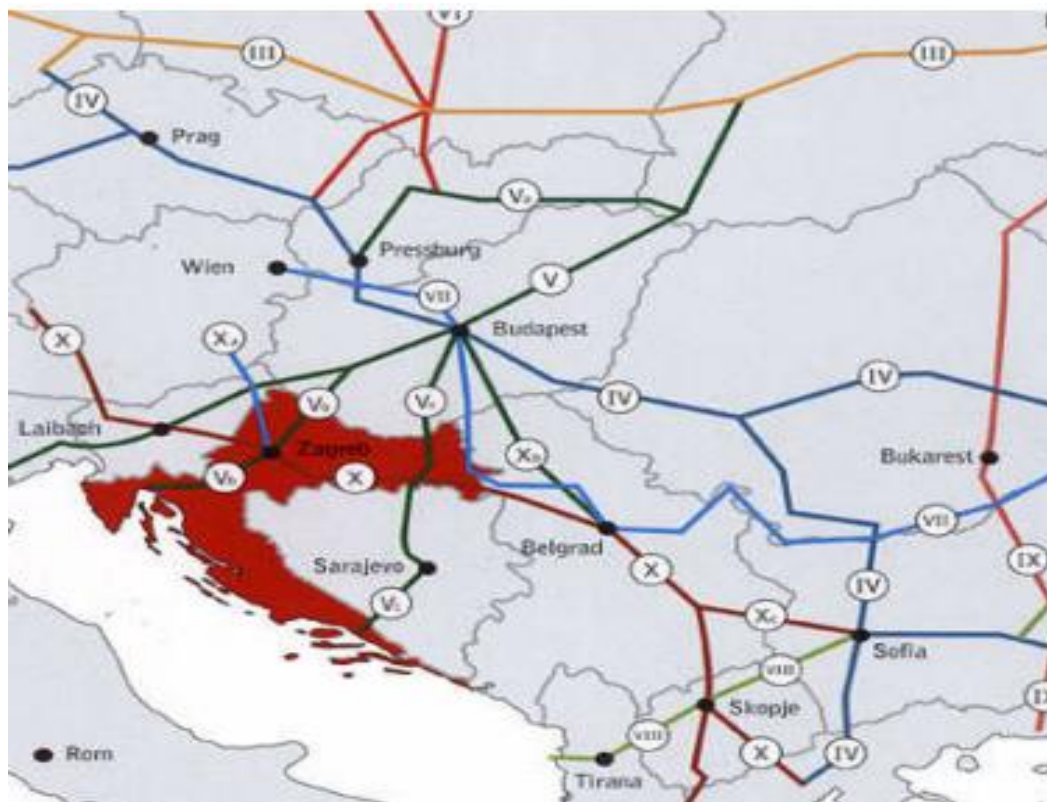 VI
III
III
IV
Prag
Va
Pressburg
Wien
V
VII
Budapest
X
Xa
IV
IV
Vb
Vc
Laibach
Zagreb
Xb
Bukarest
Vb
X
VII
Belgrad
Sarajevo
X
IX
IV
Vc
Xc
Sofia
VIII
Skopje
VIII
X
IV
Rom
Tirana